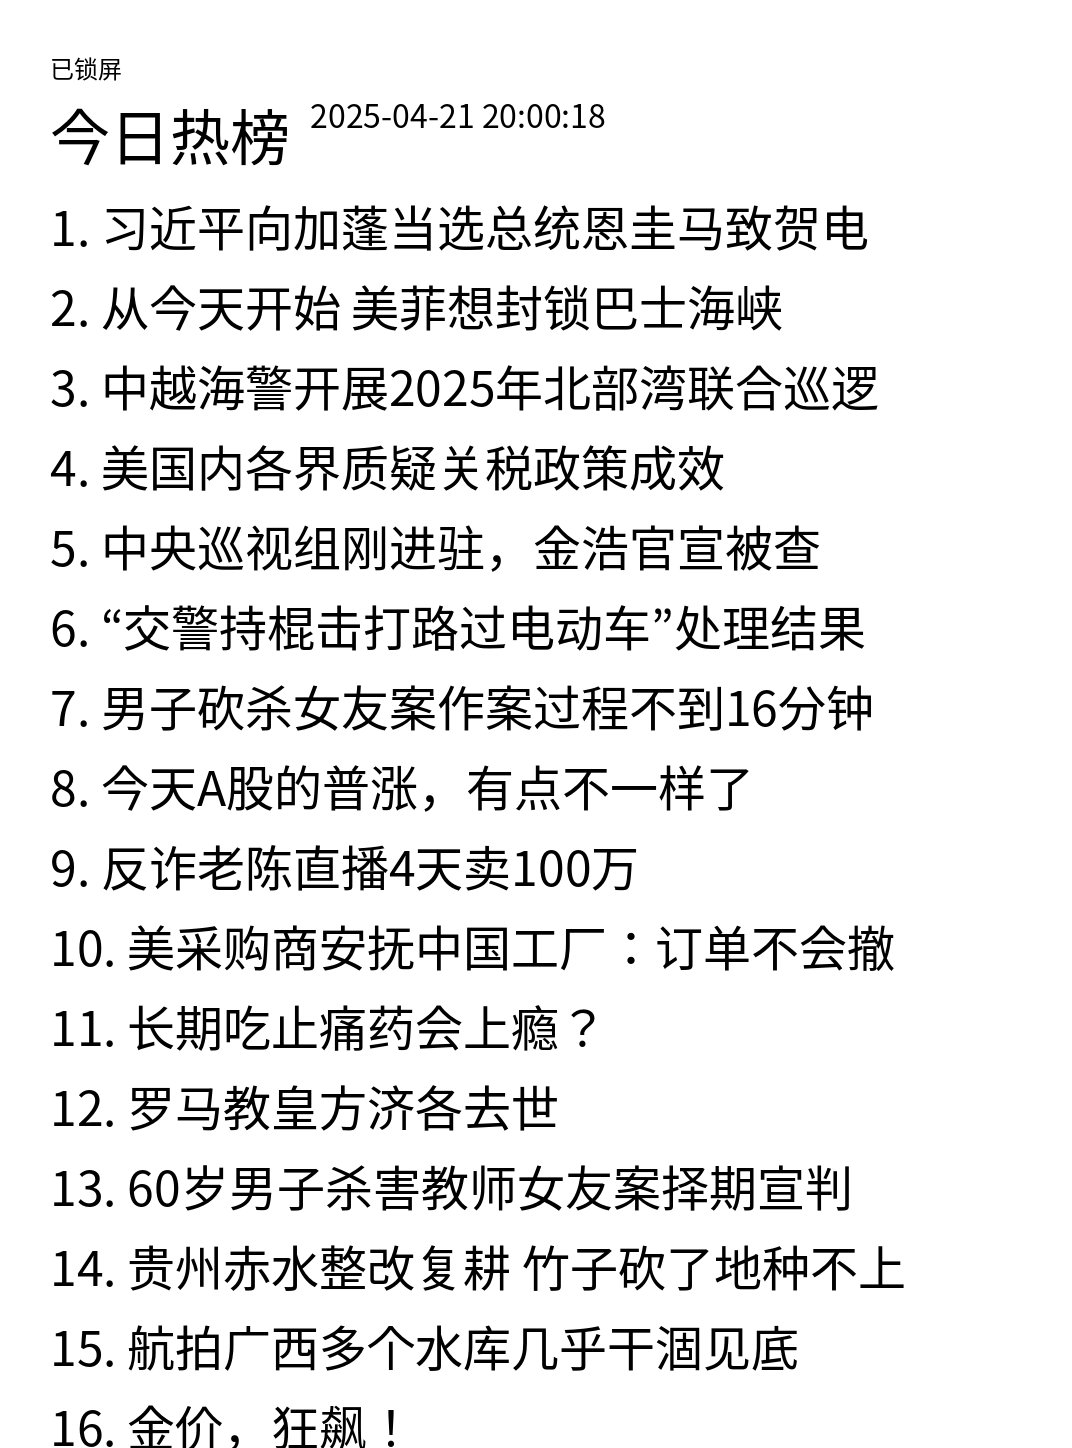 已锁屏
今日热榜 2025-04-21 20:00:18
1. 习近平向加蓬当选总统恩圭马致贺电
2. 从今天开始 美菲想封锁巴士海峡
3. 中越海警开展2025年北部湾联合巡逻
4. 美国内各界质疑关税政策成效
5. 中央巡视组刚进驻，金浩官宣被查
6. “交警持棍击打路过电动车”处理结果
7. 男子砍杀女友案作案过程不到16分钟
8. 今天A股的普涨，有点不一样了
9. 反诈老陈直播4天卖100万
10. 美采购商安抚中国工厂：订单不会撤
11. 长期吃止痛药会上瘾？
12. 罗马教皇方济各去世
13. 60岁男子杀害教师女友案择期宣判
14. 贵州赤水整改复耕 竹子砍了地种不上
15. 航拍广西多个水库几乎干涸见底
16. 金价，狂飙！